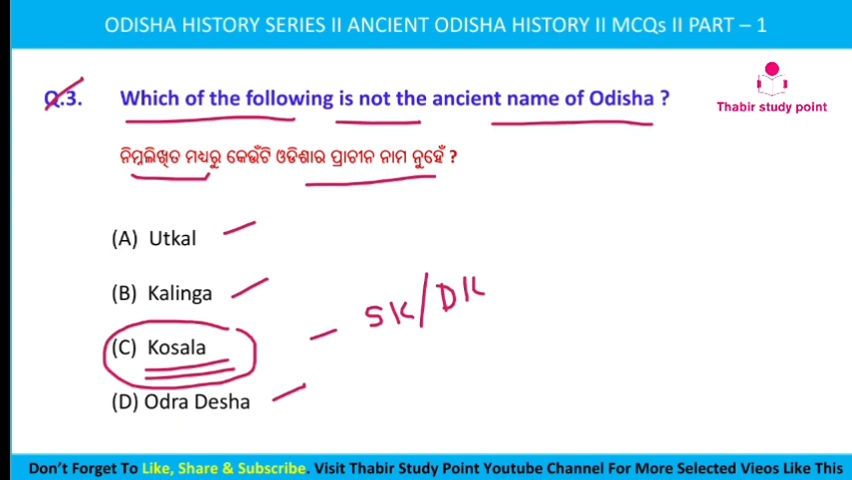 ODISHA HISTORY SERIES II ANCIENT ODISHA HISTORY II MCQs II PART – 1
Q.3. Which of the following is not the ancient name of Odisha ?
Thabir study point
ନିମ୍ନଲିଖିତ ମଧ୍ୟରୁ କେଉଁଟି ଓଡିଶାର ପ୍ରାଚୀନ ନାମ ନୁହେଁ ?
(A) Utkal
(B) Kalinga
SK/DK
(C) Kosala
(D) Odra Desha
Don't Forget To Like, Share & Subscribe. Visit Thabir Study Point Youtube Channel For More Selected Vieos Like This